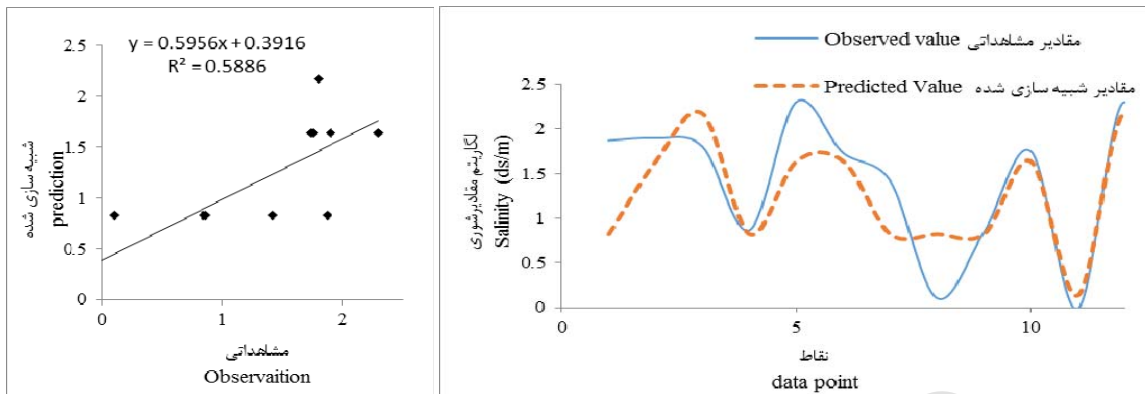 y = 0.5956x + 0.3916
R² = 0.5886
2.5
2
1.5
1
0.5
0
0
1
2
شبیه سازی شده
prediction
مشاهداتی
Observaition
Observed value مقادیر مشاهداتی
Predicted Value مقادیر شبیه سازی شده
2.5
2
1.5
1
0.5
0
0
5
10
لگاریتم مقادیرشوری
Salinity (ds/m)
نقاط
data point